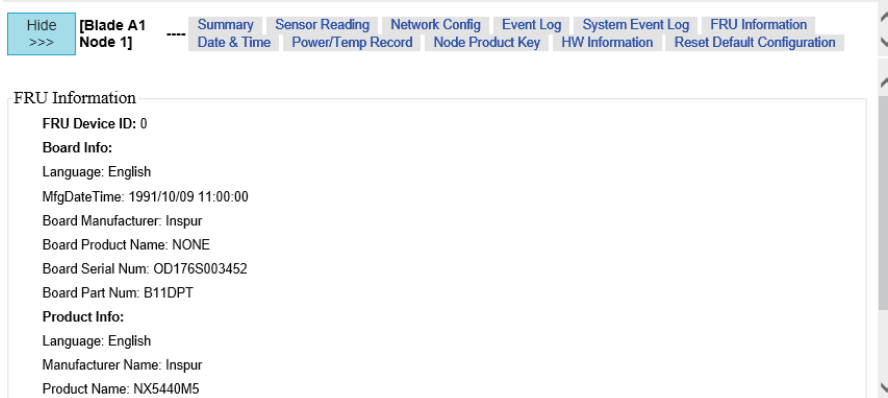 Hide
>>>
[Blade A1
Node 1]
----
Summary Sensor Reading Network Config Event Log System Event Log FRU Information
Date & Time Power/Temp Record Node Product Key HW Information Reset Default Configuration
FRU Information
FRU Device ID: 0
Board Info:
Language: English
MfgDateTime: 1991/10/09 11:00:00
Board Manufacturer: Inspur
Board Product Name: NONE
Board Serial Num: OD176S003452
Board Part Num: B11DPT
Product Info:
Language: English
Manufacturer Name: Inspur
Product Name: NX5440M5